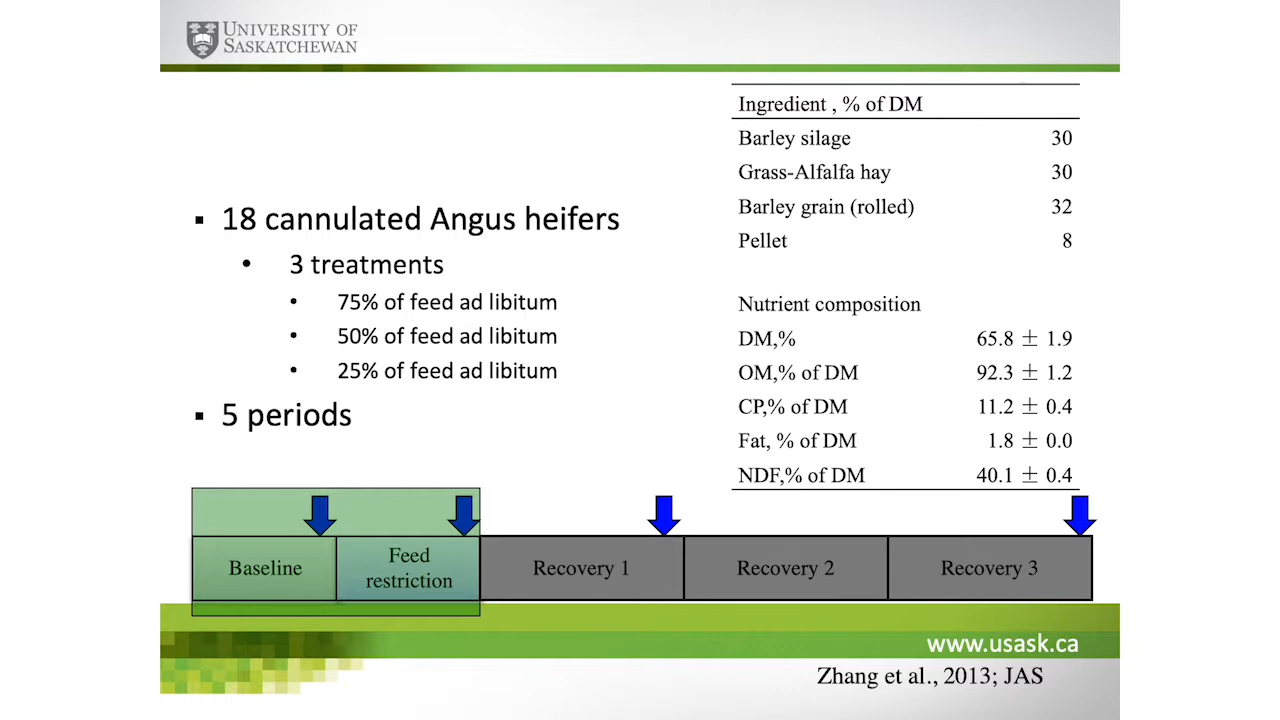 UNIVERSITY OF
SASKATCHEWAN
▪ 18 cannulated Angus heifers
• 3 treatments
• 75% of feed ad libitum
• 50% of feed ad libitum
• 25% of feed ad libitum
▪ 5 periods
Ingredient , % of DM
Barley silage 30
Grass-Alfalfa hay 30
Barley grain (rolled) 32
Pellet 8
Nutrient composition
DM,% 65.8 ± 1.9
OM,% of DM 92.3 ± 1.2
CP,% of DM 11.2 ± 0.4
Fat, % of DM 1.8 ± 0.0
NDF,% of DM 40.1 ± 0.4
Baseline
Feed
restriction
Recovery 1
Recovery 2
Recovery 3
www.usask.ca
Zhang et al., 2013; JAS